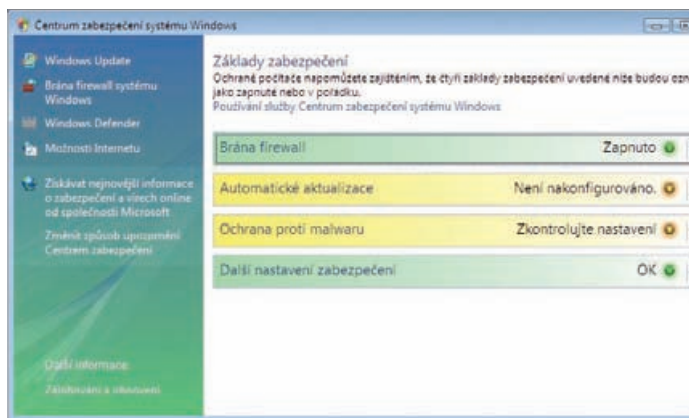 Centrum zabezpečení systému Windows
Windows Update
Brána firewall systému
Windows
Windows Defender
Možnosti Internetu
Získávat nejnovější informace
o zabezpečení a virech online
od společnosti Microsoft
Změnit způsob upozornění
Centrem zabezpečení
Další informace
Zálohování a obnovení
Základy zabezpečení
Ochraně počítače napomůžete zajištěním, že čtyři základy zabezpečení uvedené níže budou ozn
jako zapnuté nebo v pořádku.
Používání služby Centrum zabezpečení systému Windows
Brána firewall Zapnuto
Automatické aktualizace Není nakonfigurováno.
Ochrana proti malwaru Zkontrolujte nastavení
Další nastavení zabezpečení OK